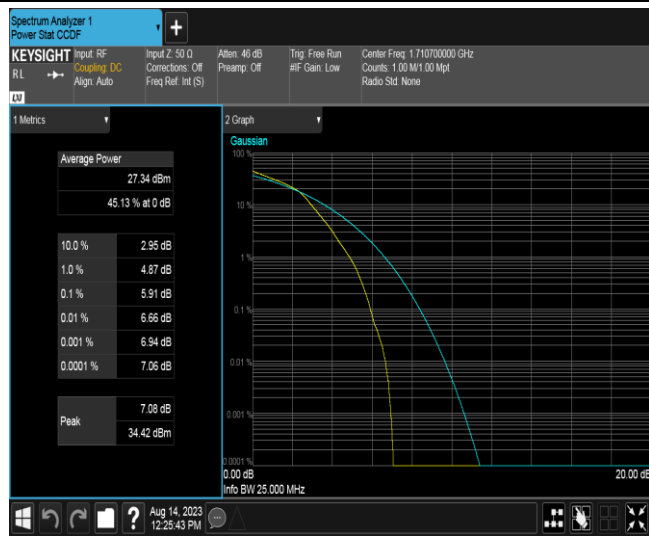 Spectrum Analyzer 1
Power Stat CCDF
+
KEYSIGHT
RL
LXI
Input: RF
Coupling: DC
Align: Auto
Input Z: 50 Ω
Corrections: Off
Freq Ref: Int (S)
Atten: 46 dB
Preamp: Off
Trig: Free Run
#IF Gain: Low
Center Freq: 1.710700000 GHz
Counts: 1.00 M/1.00 Mpt
Radio Std: None
1 Metrics
Average Power
27.34 dBm
45.13 % at 0 dB
10.0 % 2.95 dB
1.0 % 4.87 dB
0.1 % 5.91 dB
0.01 % 6.66 dB
0.001 % 6.94 dB
0.0001 % 7.06 dB
Peak
7.08 dB
34.42 dBm
2 Graph
Gaussian
100 %
10 %
1 %
0.1 %
0.01 %
0.001 %
0.0001 %
0.00 dB
20.00 dB
Info BW 25.000 MHz
?
Aug 14, 2023
12:25:43 PM